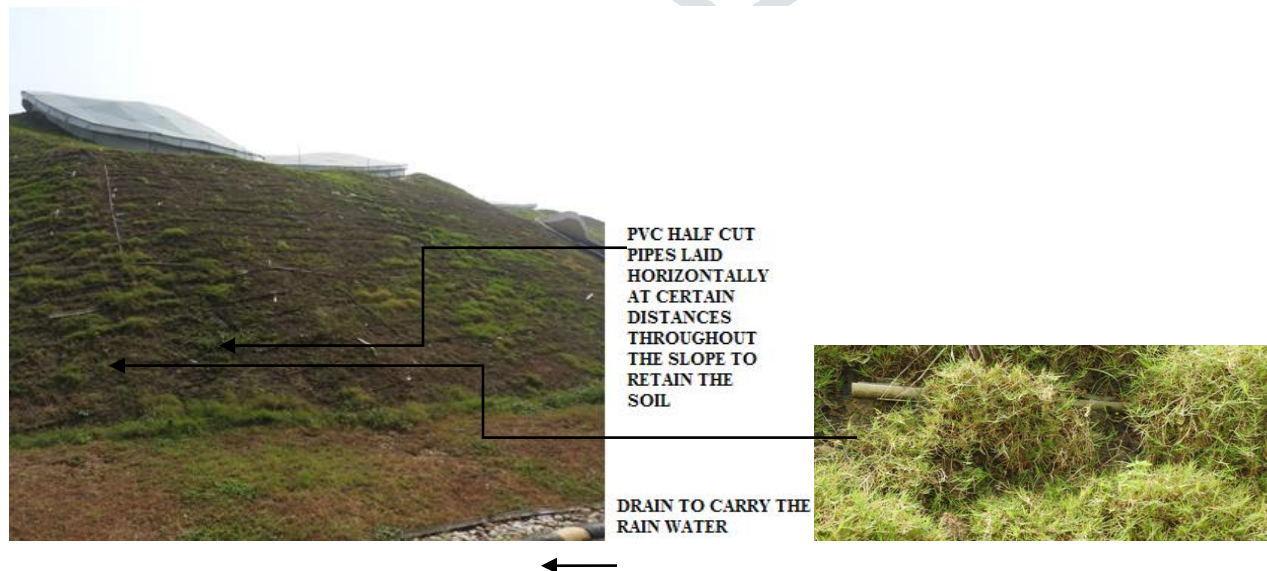 PVC HALF CUT
PIPES LAID
HORIZONTALLY
AT CERTAIN
DISTANCES
THROUGHOUT
THE SLOPE TO
RETAIN THE
SOIL
DRAIN TO CARRY THE
RAIN WATER